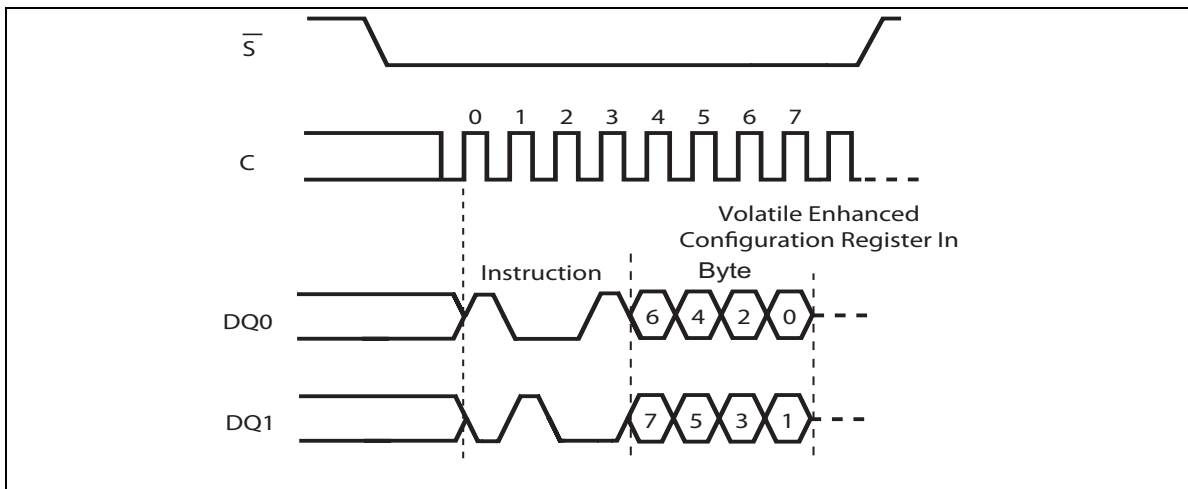 S
0 1 2 3 4 5 6 7
C
Volatile Enhanced
Configuration Register In
Byte
Instruction
DQ0
6 4 2 0
DQ1
7 5 3 1